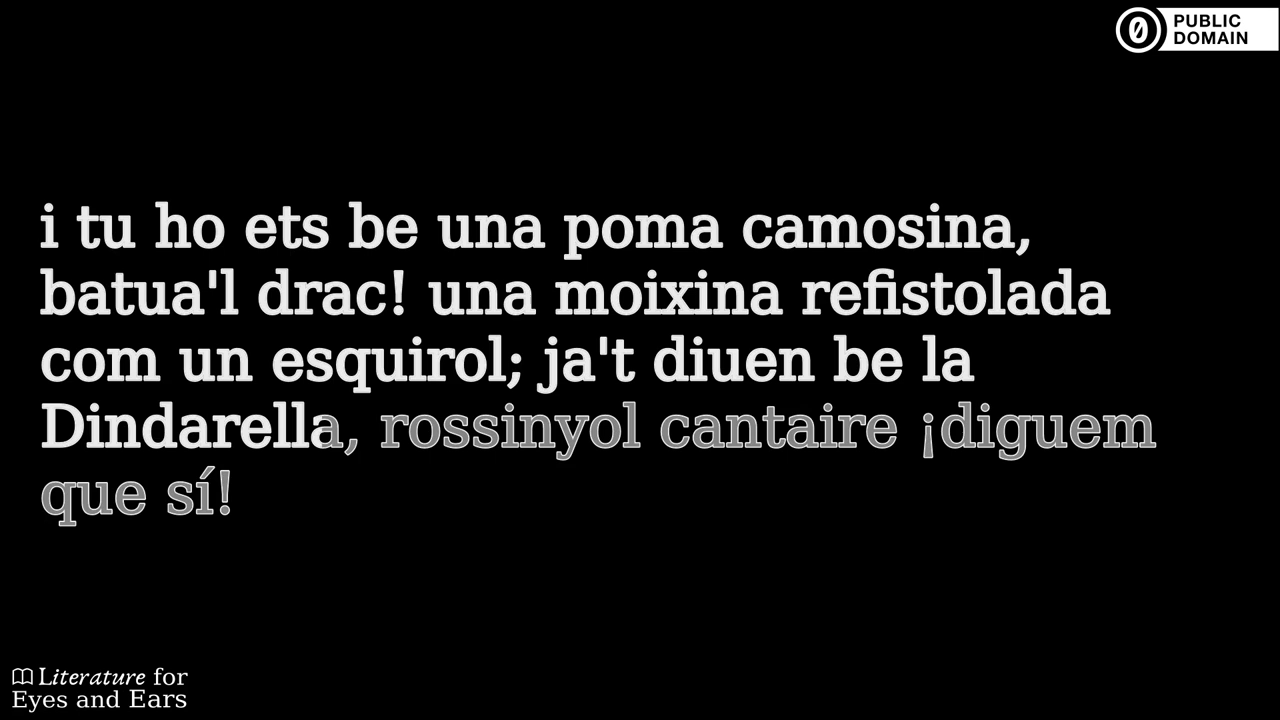 PUBLIC
DOMAIN
i tu ho ets be una poma camosina,
batua'l drac! una moixina refistolada
com un esquirol; ja't diuen be la
Dindarella, rossinyol cantaire ¡diguem
que sí!
Literature for
Eyes and Ears